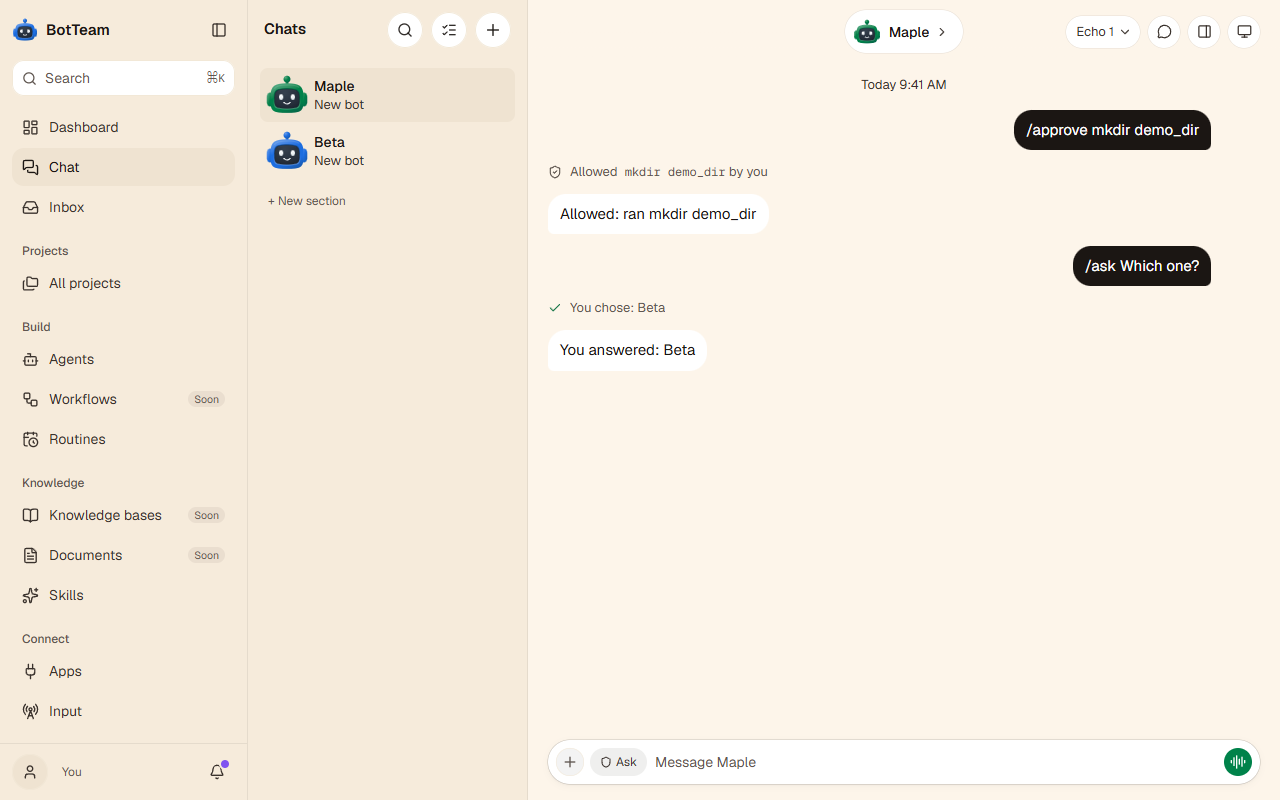 BotTeam
Search ⌘K
Dashboard
Chat
Inbox
Projects
All projects
Build
Agents
Workflows Soon
Routines
Knowledge
Knowledge bases Soon
Documents Soon
Skills
Connect
Apps
Input
You
Chats
Maple
New bot
Beta
New bot
+ New section
Maple
Echo 1
Today 9:41 AM
/approve mkdir demo_dir
Allowed mkdir demo_dir by you
Allowed: ran mkdir demo_dir
/ask Which one?
You chose: Beta
You answered: Beta
Ask Message Maple